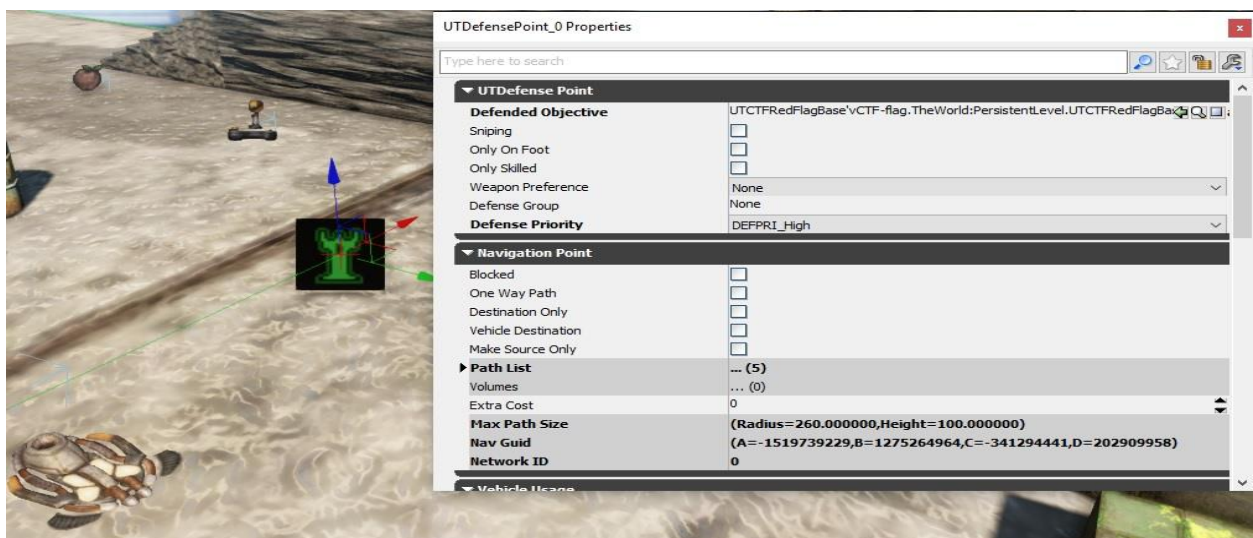 UTDefensePoint_0 Properties
x
Type here to search
UTDefense Point
Defended Objective UTCTFRedFlagBase'vCTF-flag.TheWorld:PersistentLevel.UTCTFRedFlagBa
Sniping
Only On Foot
Only Skilled
Weapon Preference None
Defense Group None
Defense Priority DEFPRI_High
Navigation Point
Blocked
One Way Path
Destination Only
Vehicle Destination
Make Source Only
Path List ... (5)
Volumes ... (0)
Extra Cost 0
Max Path Size (Radius=260.000000,Height=100.000000)
Nav Guid (A=-1519739229,B=1275264964,C=-341294441,D=202909958)
Network ID 0
Vehicle Usage